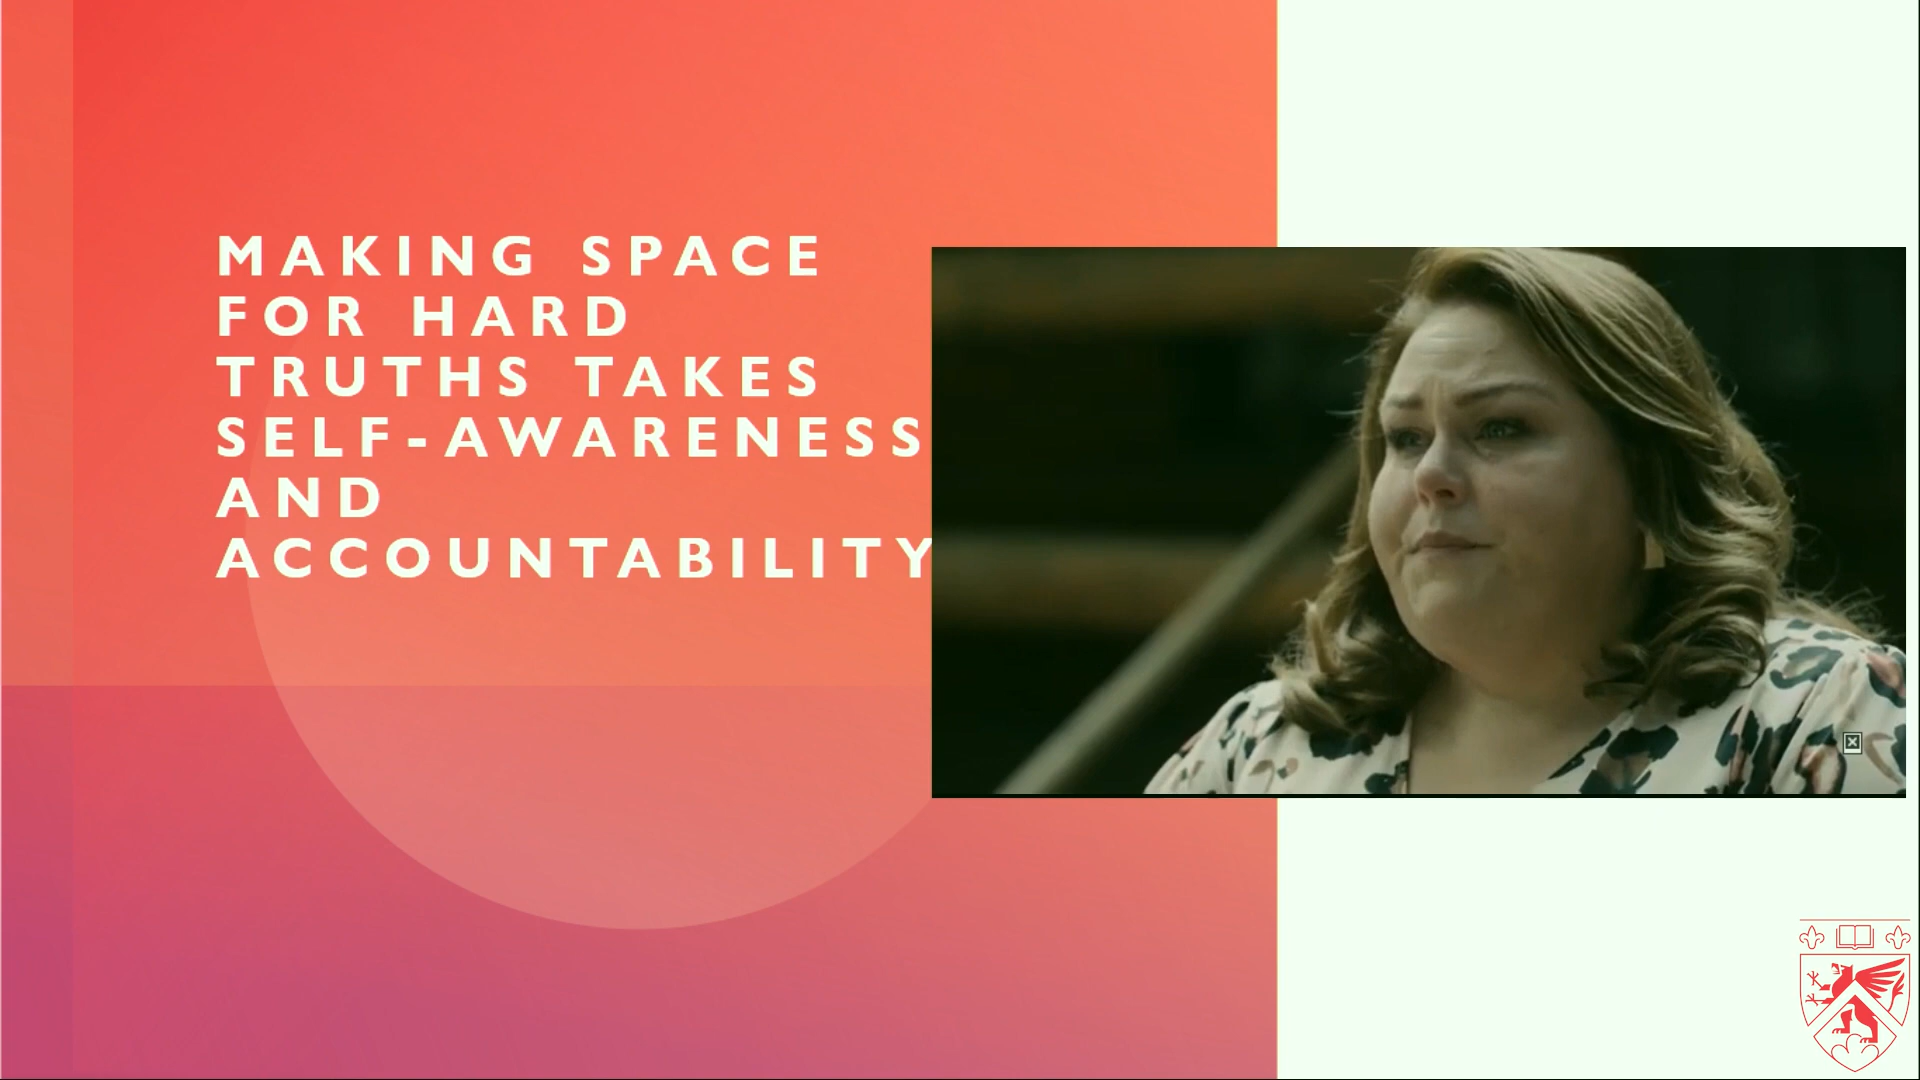 MAKING SPACE
FOR HARD
TRUTHS TAKES
SELF-AWARENESS
AND
ACCOUNTABILITY